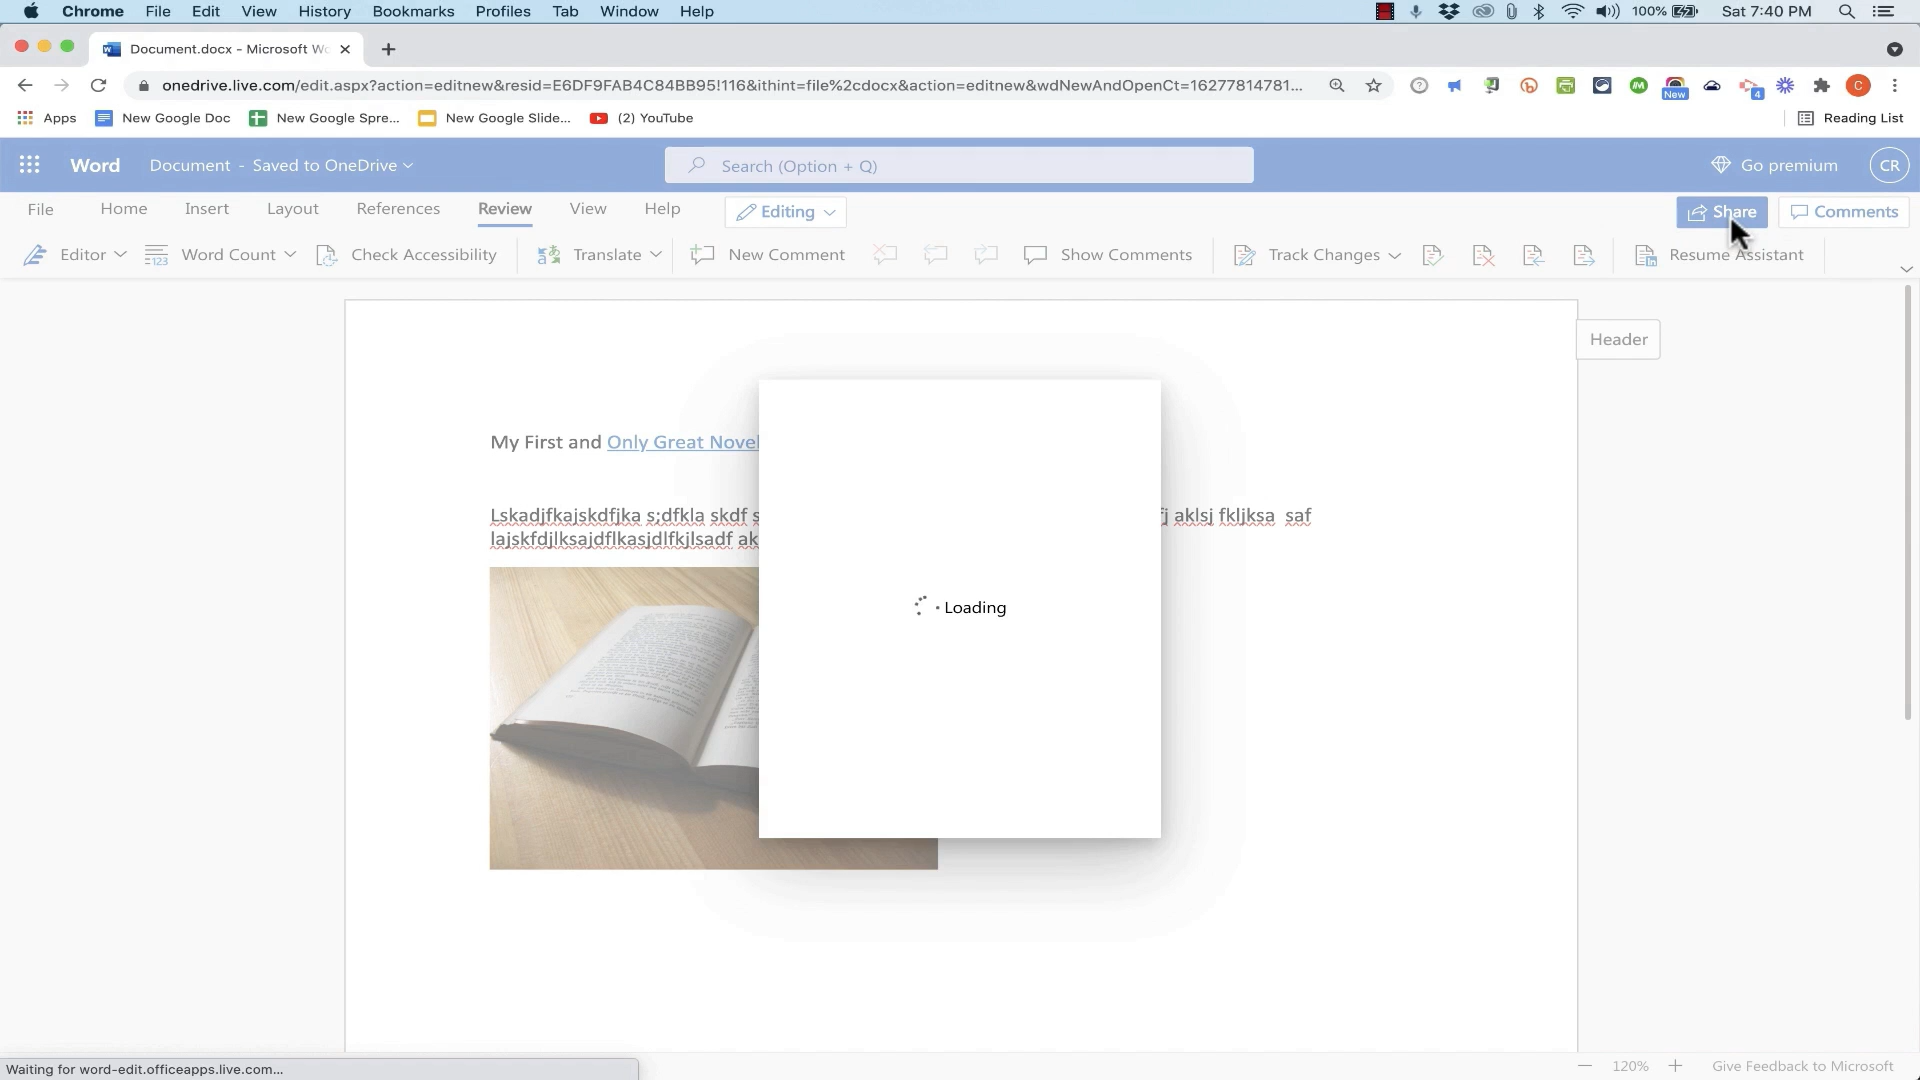 Chrome File Edit View History Bookmarks Profiles Tab Window Help 100% Sat 7:40 PM
Document.docx - Microsoft Wo
onedrive.live.com/edit.aspx?action=editnew&resid=E6DF9FAB4C84BB95!116&ithint=file%2cdocx&action=editnew&wdNewAndOpenCt=16277814781... New 4 C
Apps New Google Doc New Google Spre... New Google Slide... (2) YouTube Reading List
Word Document - Saved to OneDrive Search (Option + Q) Go premium CR
File Home Insert Layout References Review View Help Editing Share Comments
Editor 123 Word Count Check Accessibility Translate New Comment Show Comments Track Changes Resume Assistant
Header
My First and Only Great Novel
Lskadjfkajskdfjka s;dfkla skdf s fj aklsj fkljksa saf
lajskfdjlksajdflkasjdlfkjlsadf ak
Loading
Waiting for word-edit.officeapps.live.com... 120% Give Feedback to Microsoft